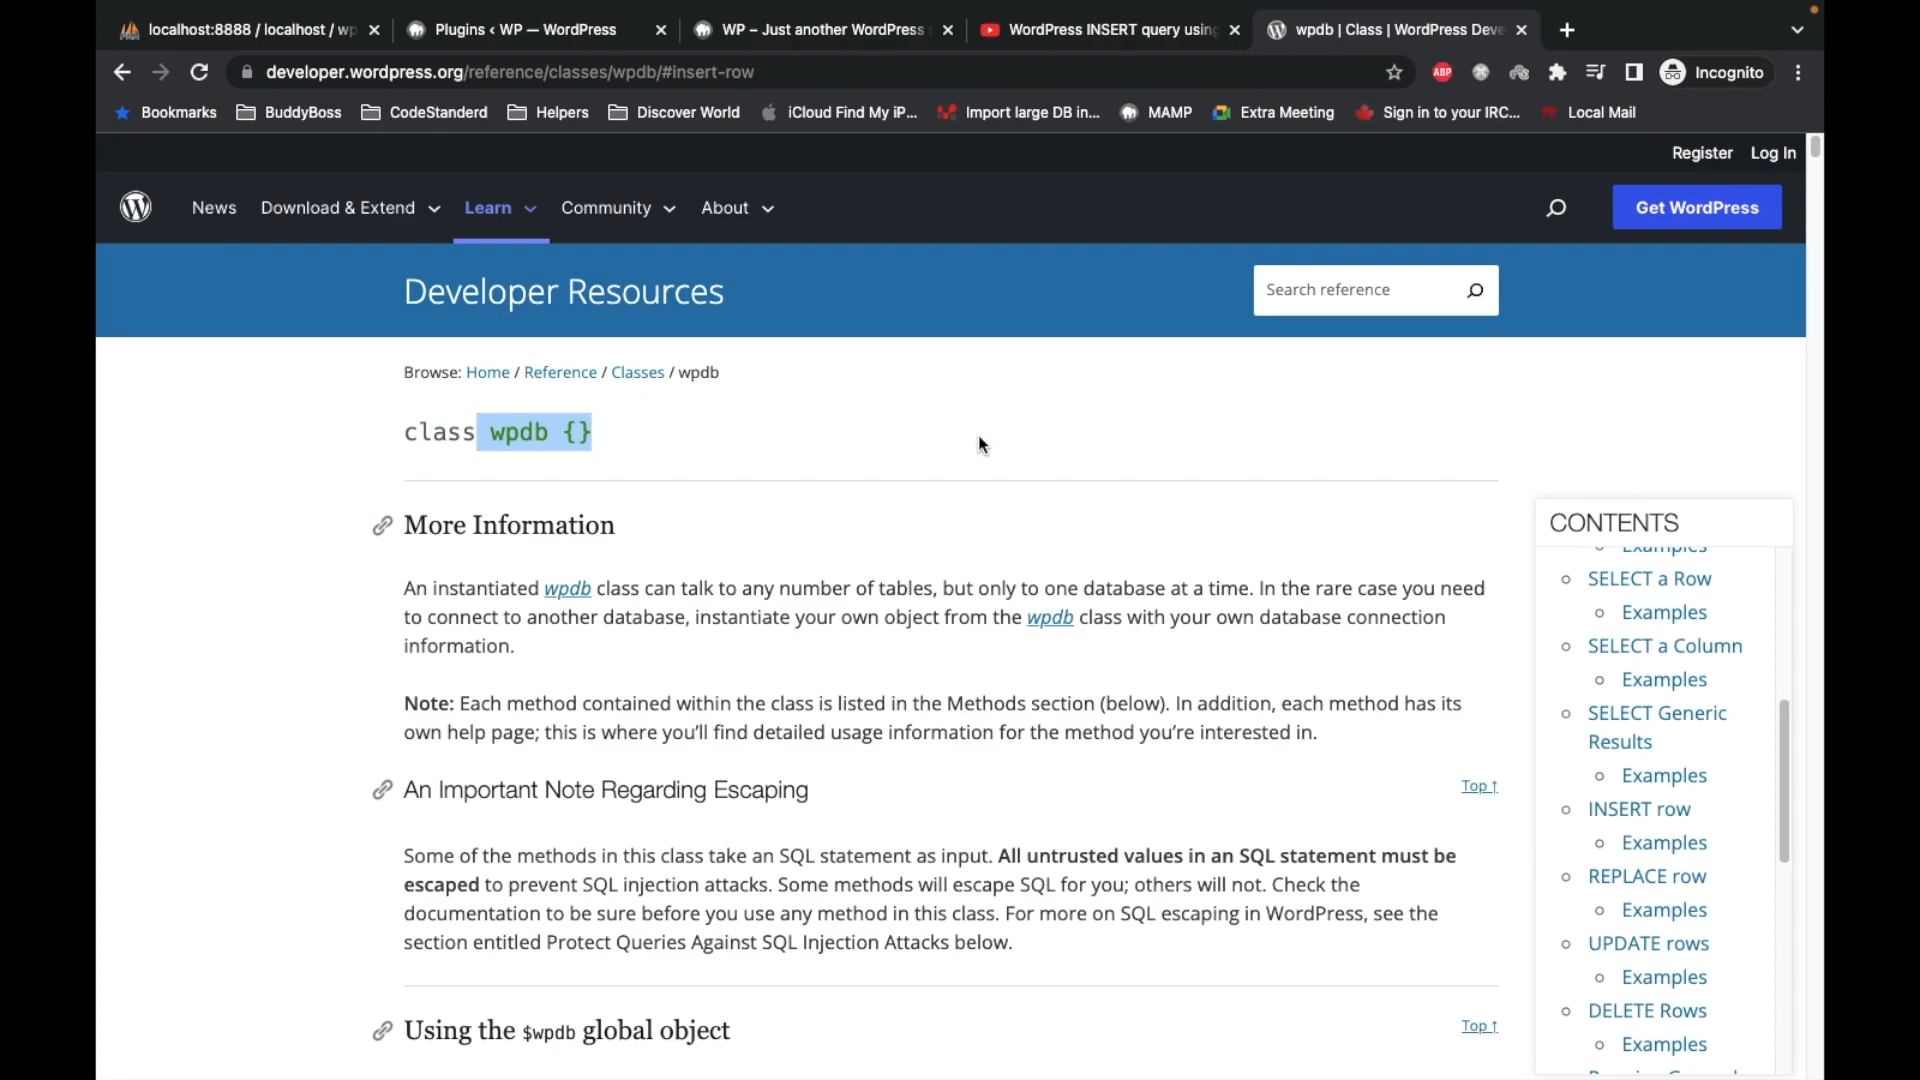 localhost:8888 / localhost / wp
Plugins ‹ WP — WordPress
WP – Just another WordPress
WordPress INSERT query using
wpdb | Class | WordPress Deve
developer.wordpress.org/reference/classes/wpdb/#insert-row
ABP
Incognito
Bookmarks
BuddyBoss
CodeStanderd
Helpers
Discover World
iCloud Find My iP...
Import large DB in...
MAMP
Extra Meeting
Sign in to your IRC...
Local Mail
Register
Log In
News
Download & Extend
Learn
Community
About
Get WordPress
Developer Resources
Search reference
Browse: Home / Reference / Classes / wpdb
class wpdb {}
More Information
An instantiated wpdb class can talk to any number of tables, but only to one database at a time. In the rare case you need
to connect to another database, instantiate your own object from the wpdb class with your own database connection
information.
Note: Each method contained within the class is listed in the Methods section (below). In addition, each method has its
own help page; this is where you’ll find detailed usage information for the method you’re interested in.
An Important Note Regarding Escaping
Top ↑
Some of the methods in this class take an SQL statement as input. All untrusted values in an SQL statement must be
escaped to prevent SQL injection attacks. Some methods will escape SQL for you; others will not. Check the
documentation to be sure before you use any method in this class. For more on SQL escaping in WordPress, see the
section entitled Protect Queries Against SQL Injection Attacks below.
Using the $wpdb global object
Top ↑
CONTENTS
Examples
SELECT a Row
Examples
SELECT a Column
Examples
SELECT Generic
Results
Examples
INSERT row
Examples
REPLACE row
Examples
UPDATE rows
Examples
DELETE Rows
Examples